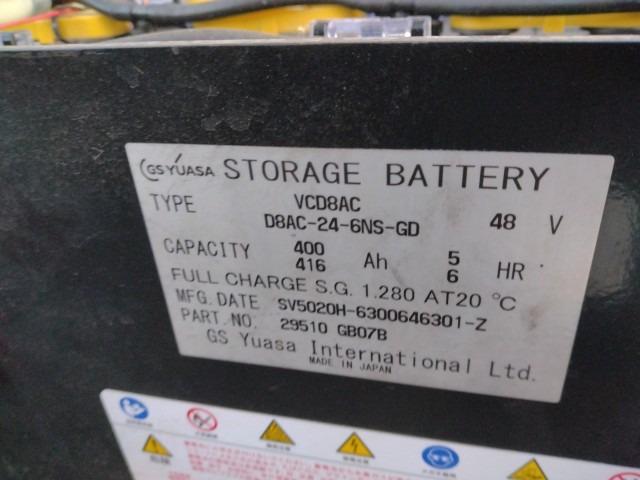 GS YUASA STORAGE BATTERY
TYPE VCD8AC
D8AC-24-6NS-GD 48 V
CAPACITY 400 Ah 5 HR
416 6
FULL CHARGE S.G. 1.280 AT20 °C
MFG. DATE SV5020H-6300646301-Z
PART NO. 29510 GB07B
GS Yuasa International Ltd.
MADE IN JAPAN